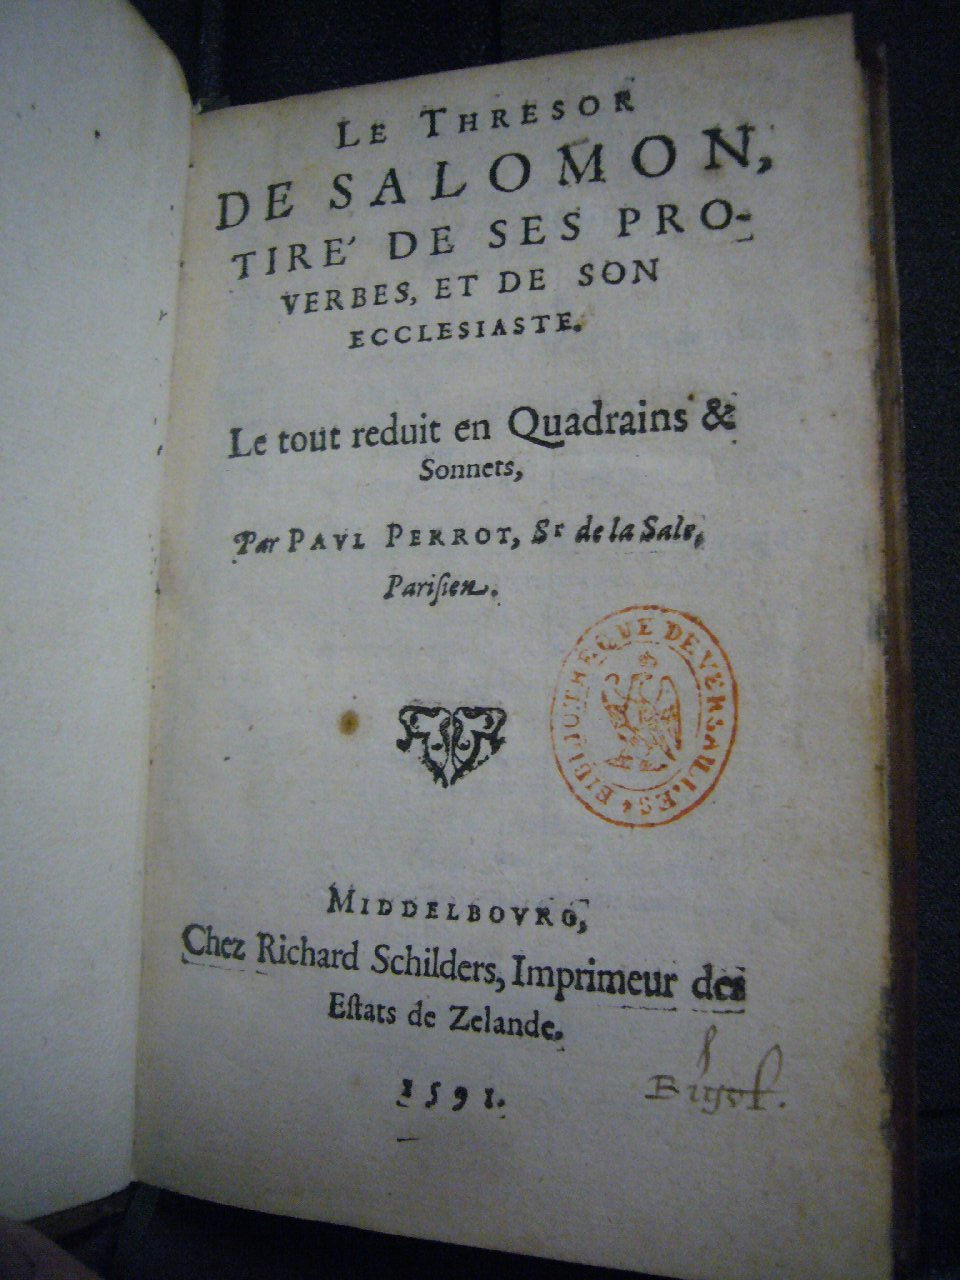 LE THRESOR
DE SALOMON,
TIRE' DE SES PRO-
VERBES, ET DE SON
ECCLESIASTE.
Le tout reduit en Quadrains &
Sonnets,
Par PAVL PERROT, Sr de la Sale,
Pariſien.
BIBLIOTHEQUE DE VERSAILLES
MIDDELBOVRG,
Chez Richard Schilders, Imprimeur des
Eſtats de Zelande.
1591.